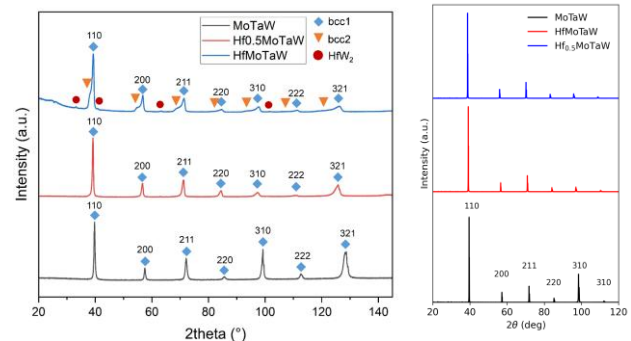 MoTaW
Hf0.5MoTaW
HfMoTaW
bcc1
bcc2
HfW2
110
200
211
220
310
222
321
110
200
211
220
310
222
321
110
200
211
220
310
222
321
Intensity (a.u.)
20 40 60 80 100 120 140
2theta (°)
MoTaW
HfMoTaW
Hf0.5MoTaW
110
200
211
220
310
310
Intensity (a.u.)
20 40 60 80 100 120
2θ (deg)